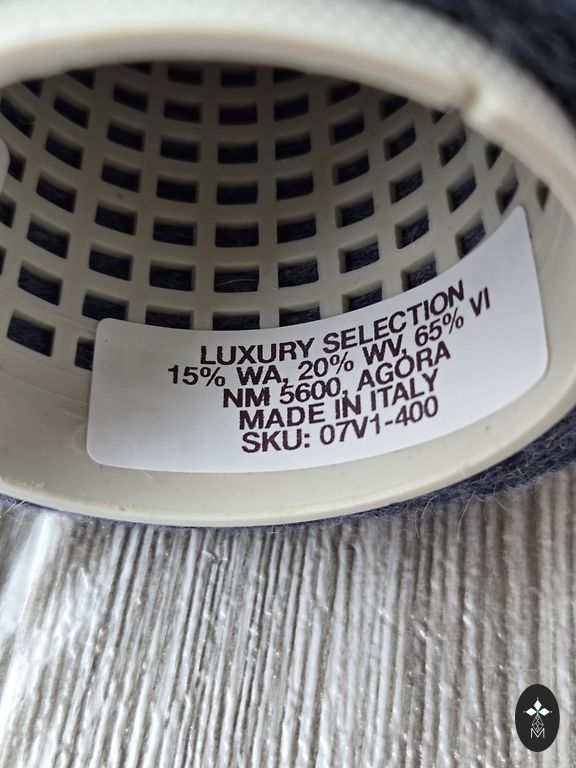 LUXURY SELECTION
15% WA, 20% WV, 65% VI
NM 5600, AGORA
MADE IN ITALY
SKU: 07V1-400
M